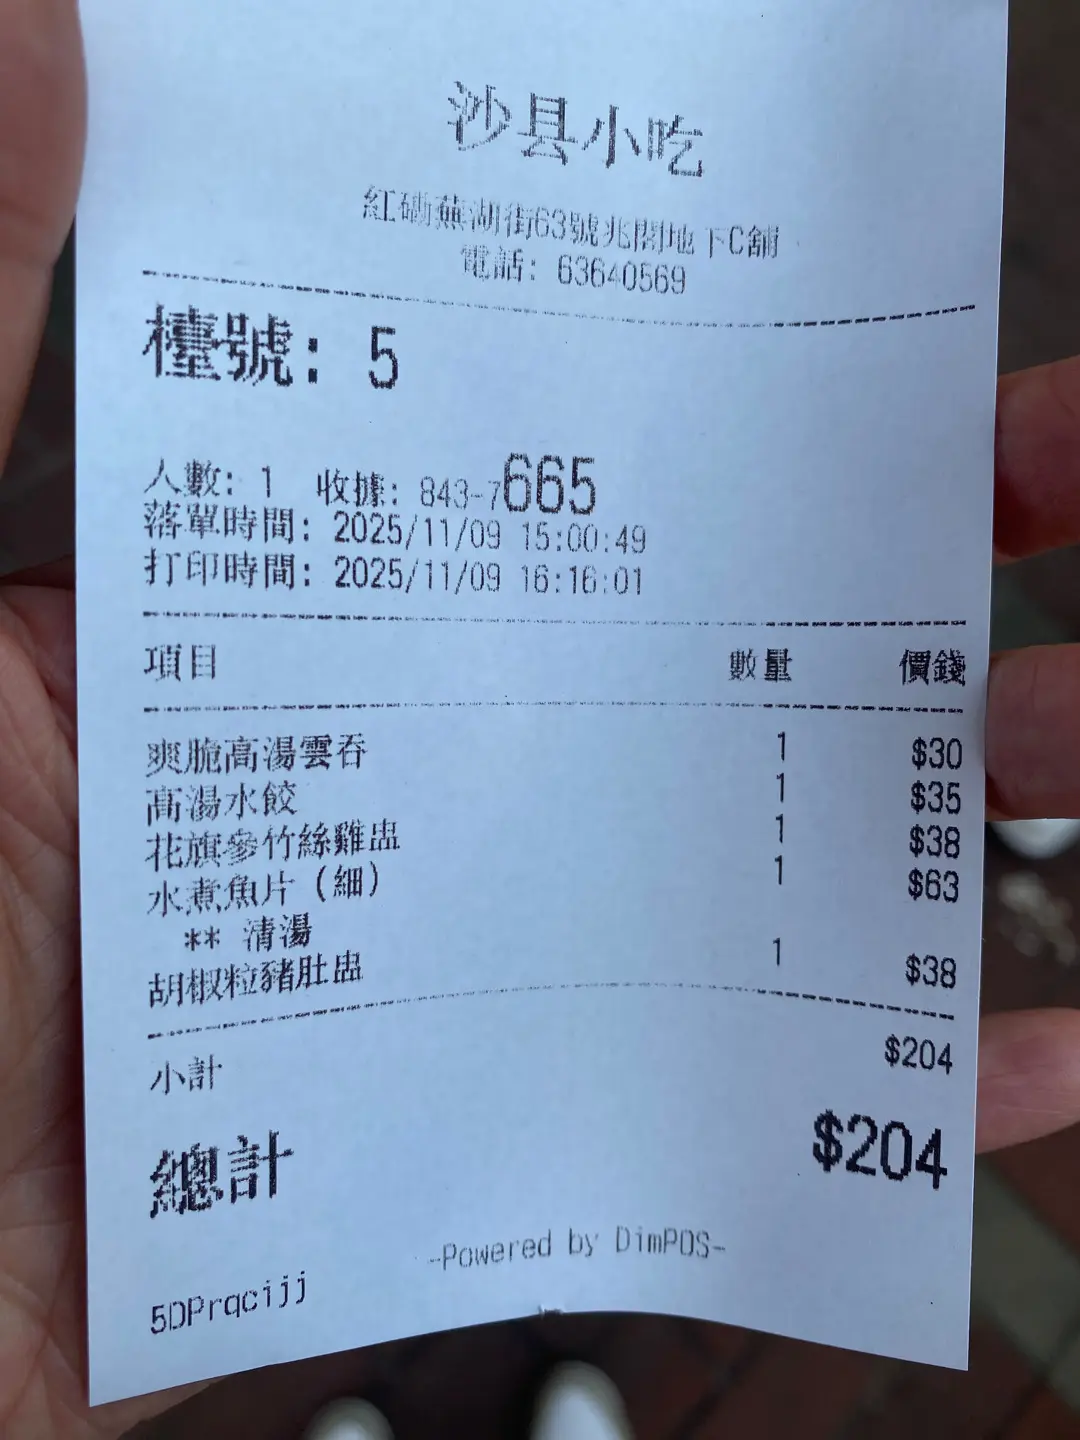 沙县小吃
紅磡蕪湖街63號兆閣地下C舖
電話: 63640569
檯號: 5
人數: 1 收據: 843-7665
落單時間: 2025/11/09 15:00:49
打印時間: 2025/11/09 16:16:01
項目 數量 價錢
爽脆高湯雲吞 1 $30
高湯水餃 1 $35
花旗參竹絲雞盅 1 $38
水煮魚片 (細) 1 $63
** 清湯
胡椒粒豬肚盅 1 $38
小計 $204
總計 $204
-Powered by DimPOS-
5DPrqcijj